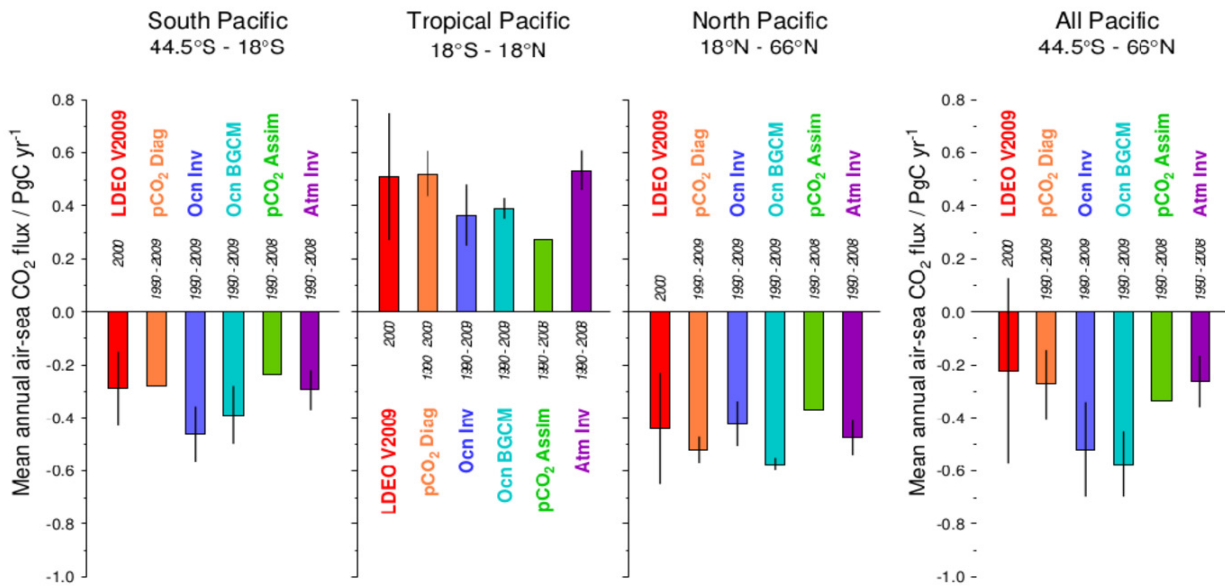 South Pacific
44.5°S - 18°S
Tropical Pacific
18°S - 18°N
North Pacific
18°N - 66°N
All Pacific
44.5°S - 66°N
Mean annual air-sea CO₂ flux / PgC yr⁻¹
0.8
0.6
0.4
0.2
0.0
-0.2
-0.4
-0.6
-0.8
-1.0
LDEO V2009
pCO₂ Diag
Ocn Inv
Ocn BGCM
pCO₂ Assim
Atm Inv
2000
1990 - 2009
1990 - 2009
1990 - 2009
1990 - 2008
1990 - 2008
2000
1990 - 2009
1990 - 2009
1990 - 2009
1990 - 2008
1990 - 2008
LDEO V2009
pCO₂ Diag
Ocn Inv
Ocn BGCM
pCO₂ Assim
Atm Inv
LDEO V2009
pCO₂ Diag
Ocn Inv
Ocn BGCM
pCO₂ Assim
Atm Inv
2000
1990 - 2009
1990 - 2009
1990 - 2009
1990 - 2008
1990 - 2008
Mean annual air-sea CO₂ flux / PgC yr⁻¹
0.8
0.6
0.4
0.2
0.0
-0.2
-0.4
-0.6
-0.8
-1.0
LDEO V2009
pCO₂ Diag
Ocn Inv
Ocn BGCM
pCO₂ Assim
Atm Inv
2000
1990 - 2009
1990 - 2009
1990 - 2009
1990 - 2008
1990 - 2008